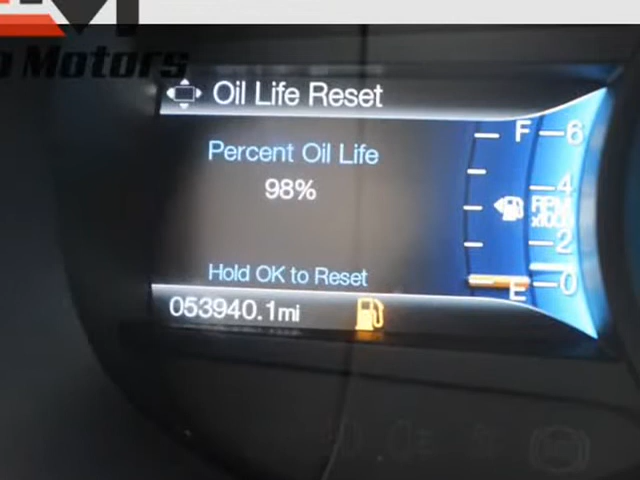 Motors
Oil Life Reset
Percent Oil Life
98%
Hold OK to Reset
053940.1mi
F
E
6
4
RPM
x1000
2
0